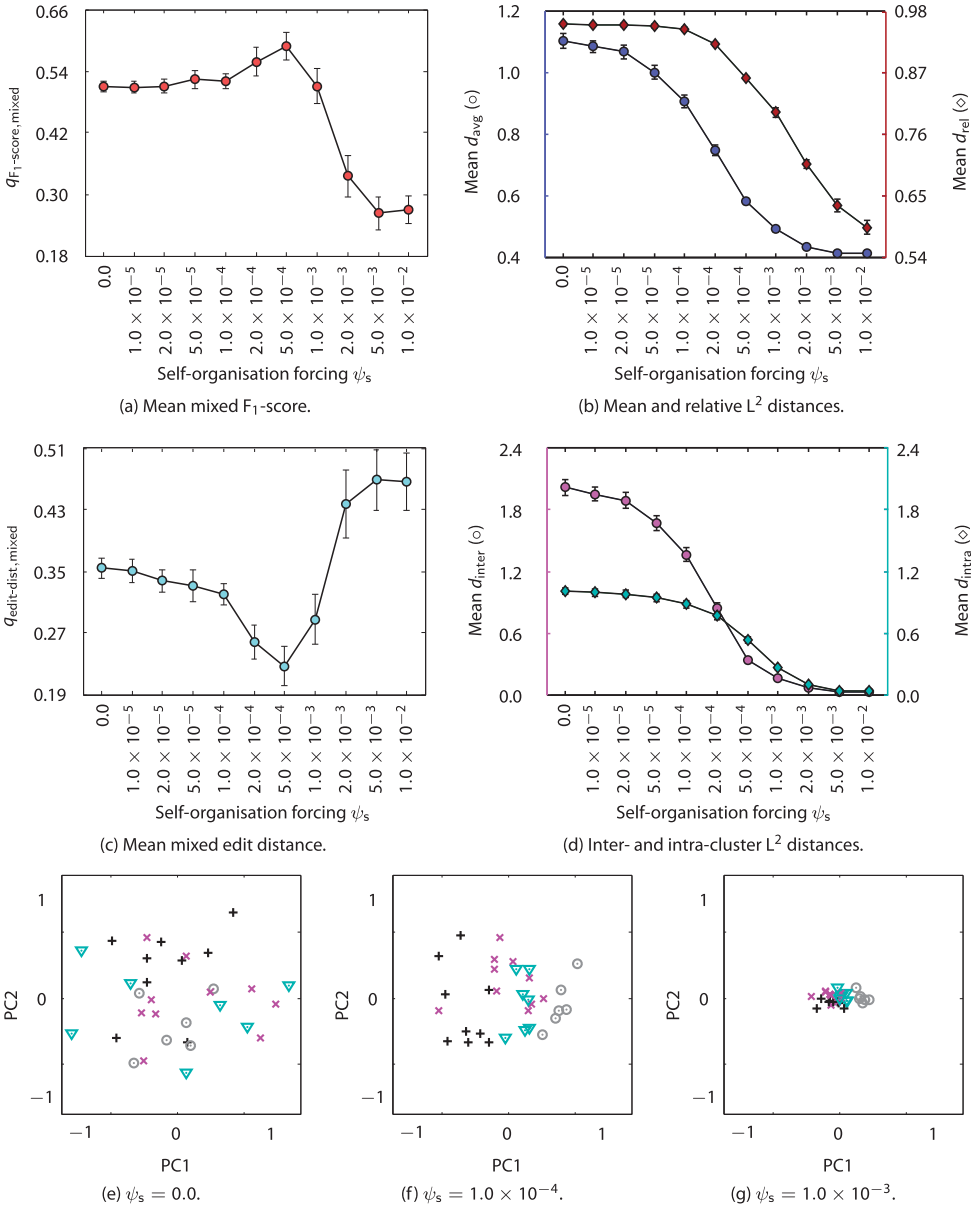 0.66
0.54
0.42
0.30
0.18
q_F₁-score,mixed
0.0
1.0 × 10⁻⁵
2.0 × 10⁻⁵
5.0 × 10⁻⁵
1.0 × 10⁻⁴
2.0 × 10⁻⁴
5.0 × 10⁻⁴
1.0 × 10⁻³
2.0 × 10⁻³
5.0 × 10⁻³
1.0 × 10⁻²
Self-organisation forcing ψₛ
(a) Mean mixed F₁-score.
1.2
1.0
0.8
0.6
0.4
Mean d_avg (○)
0.98
0.87
0.76
0.65
0.54
Mean d_rel (◇)
0.0
1.0 × 10⁻⁵
2.0 × 10⁻⁵
5.0 × 10⁻⁵
1.0 × 10⁻⁴
2.0 × 10⁻⁴
5.0 × 10⁻⁴
1.0 × 10⁻³
2.0 × 10⁻³
5.0 × 10⁻³
1.0 × 10⁻²
Self-organisation forcing ψₛ
(b) Mean and relative L² distances.
0.51
0.43
0.35
0.27
0.19
q_edit-dist,mixed
0.0
1.0 × 10⁻⁵
2.0 × 10⁻⁵
5.0 × 10⁻⁵
1.0 × 10⁻⁴
2.0 × 10⁻⁴
5.0 × 10⁻⁴
1.0 × 10⁻³
2.0 × 10⁻³
5.0 × 10⁻³
1.0 × 10⁻²
Self-organisation forcing ψₛ
(c) Mean mixed edit distance.
2.4
1.8
1.2
0.6
0.0
Mean d_inter (○)
2.4
1.8
1.2
0.6
0.0
Mean d_intra (◇)
0.0
1.0 × 10⁻⁵
2.0 × 10⁻⁵
5.0 × 10⁻⁵
1.0 × 10⁻⁴
2.0 × 10⁻⁴
5.0 × 10⁻⁴
1.0 × 10⁻³
2.0 × 10⁻³
5.0 × 10⁻³
1.0 × 10⁻²
Self-organisation forcing ψₛ
(d) Inter- and intra-cluster L² distances.
1
0
−1
PC2
−1 0 1
PC1
(e) ψₛ = 0.0.
1
0
−1
PC2
−1 0 1
PC1
(f) ψₛ = 1.0 × 10⁻⁴.
1
0
−1
PC2
−1 0 1
PC1
(g) ψₛ = 1.0 × 10⁻³.